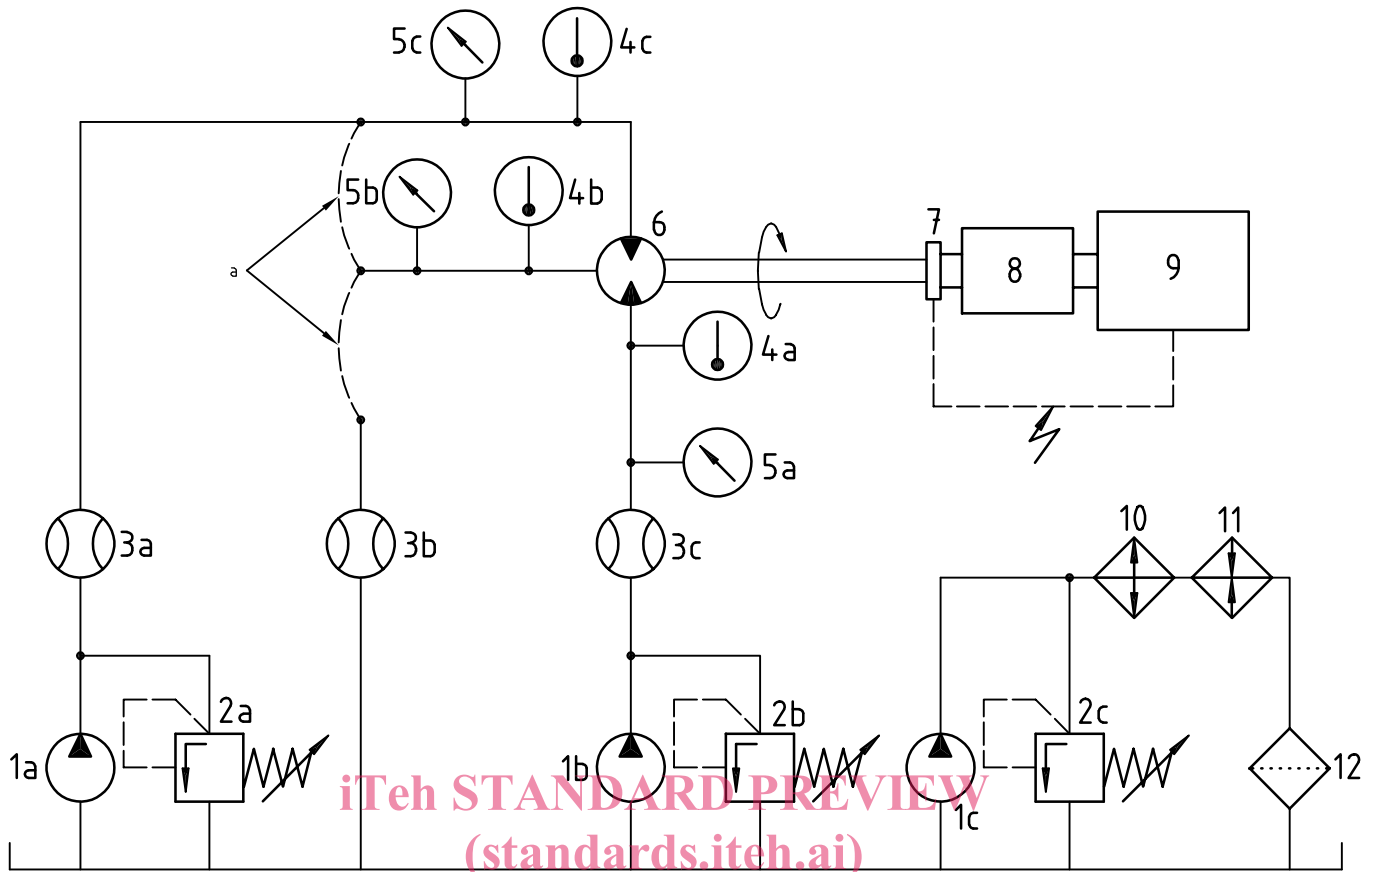 5c
4c
5b
4b
6
7
8
9
a
4a
5a
3a
3b
3c
10
11
2a
2b
2c
1a
1b
1c
12
iTeh STANDARD PREVIEW
(standards.iteh.ai)